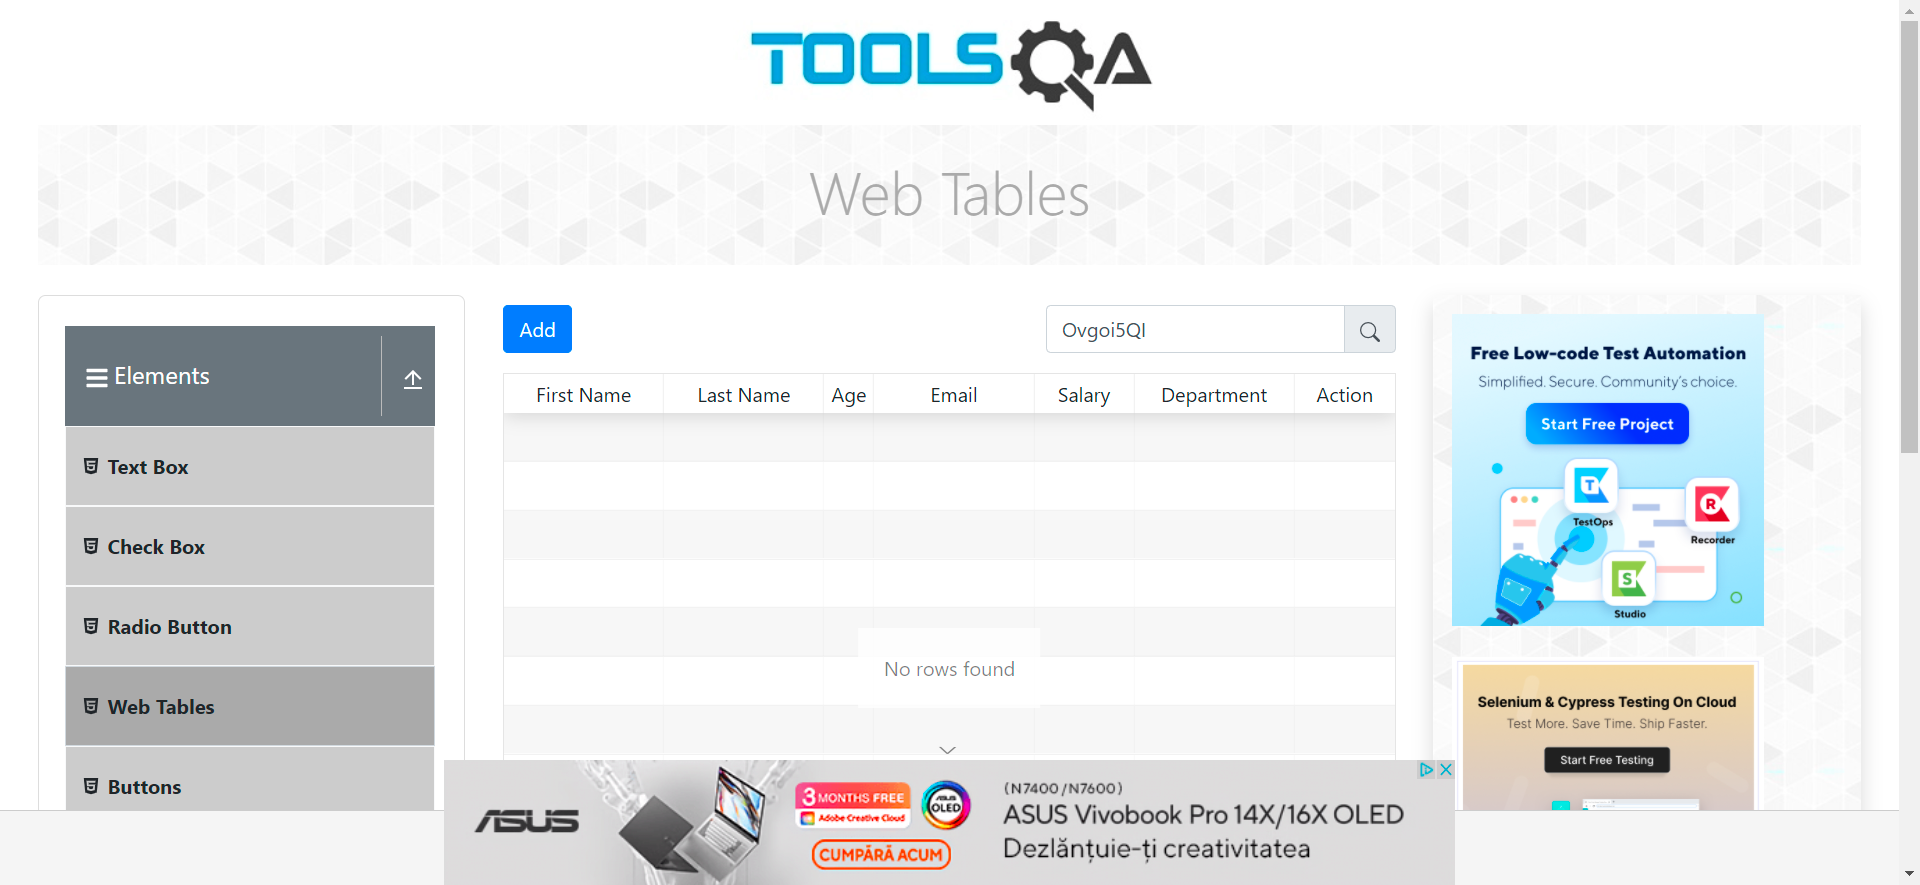 TOOLSQA
Web Tables
Elements
Text Box
Check Box
Radio Button
Web Tables
Buttons
Add
Ovgoi5QI
First Name Last Name Age Email Salary Department Action
No rows found
Free Low-code Test Automation
Simplified. Secure. Community's choice.
Start Free Project
TestOps
Recorder
Studio
Selenium & Cypress Testing On Cloud
Test More. Save Time. Ship Faster.
Start Free Testing
ASUS
3 MONTHS FREE
Adobe Creative Cloud
ASUS
OLED
CUMPĂRĂ ACUM
(N7400/N7600)
ASUS Vivobook Pro 14X/16X OLED
Dezlănțuie-ți creativitatea